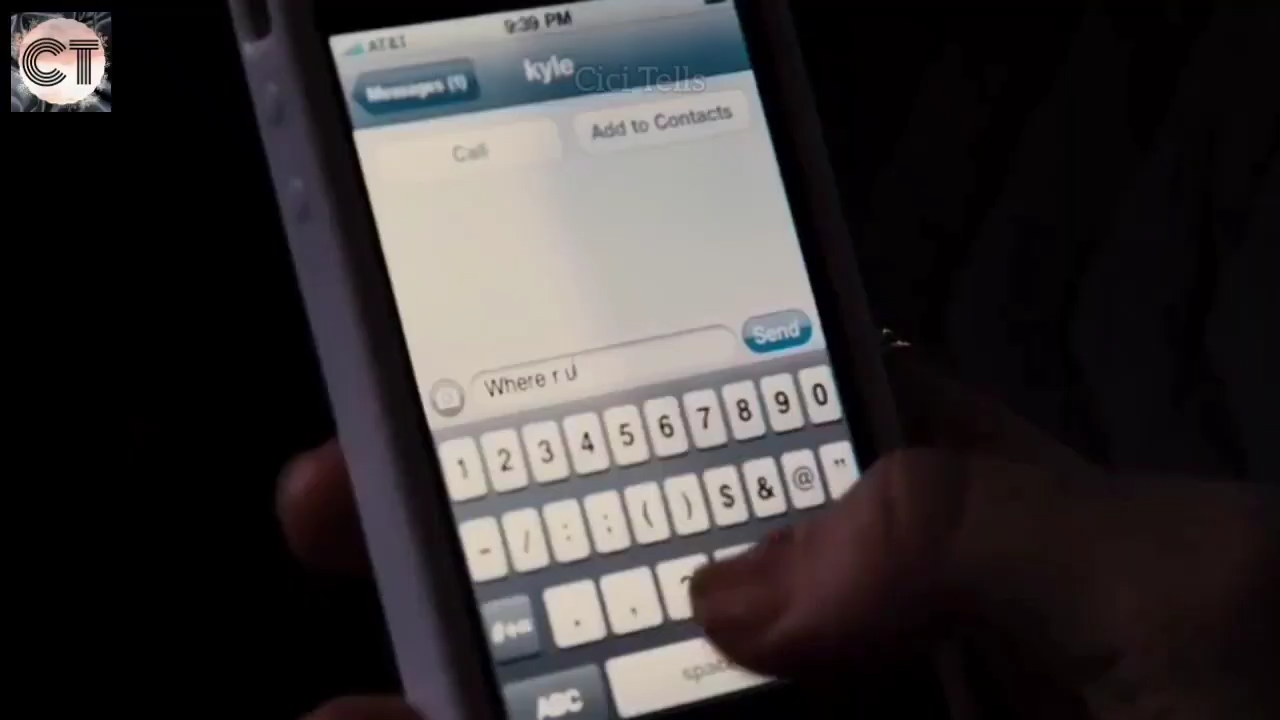 CT
AT&T
9:39 PM
Messages (1)
kyle
Cici Tells
Call
Add to Contacts
Where r u
Send
1 2 3 4 5 6 7 8 9 0
- / : ; ( ) $ & @ "
#+= . , ?
ABC space